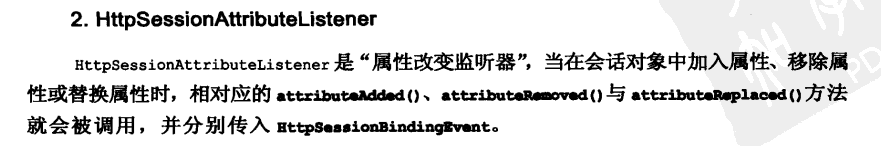 2. HttpSessionAttributeListener
HttpSessionAttributeListener 是“属性改变监听器”，当在会话对象中加入属性、移除属
性或替换属性时，相对应的 attributeAdded()、attributeRemoved()与 attributeReplaced()方法
就会被调用，并分别传入 HttpSessionBindingEvent。